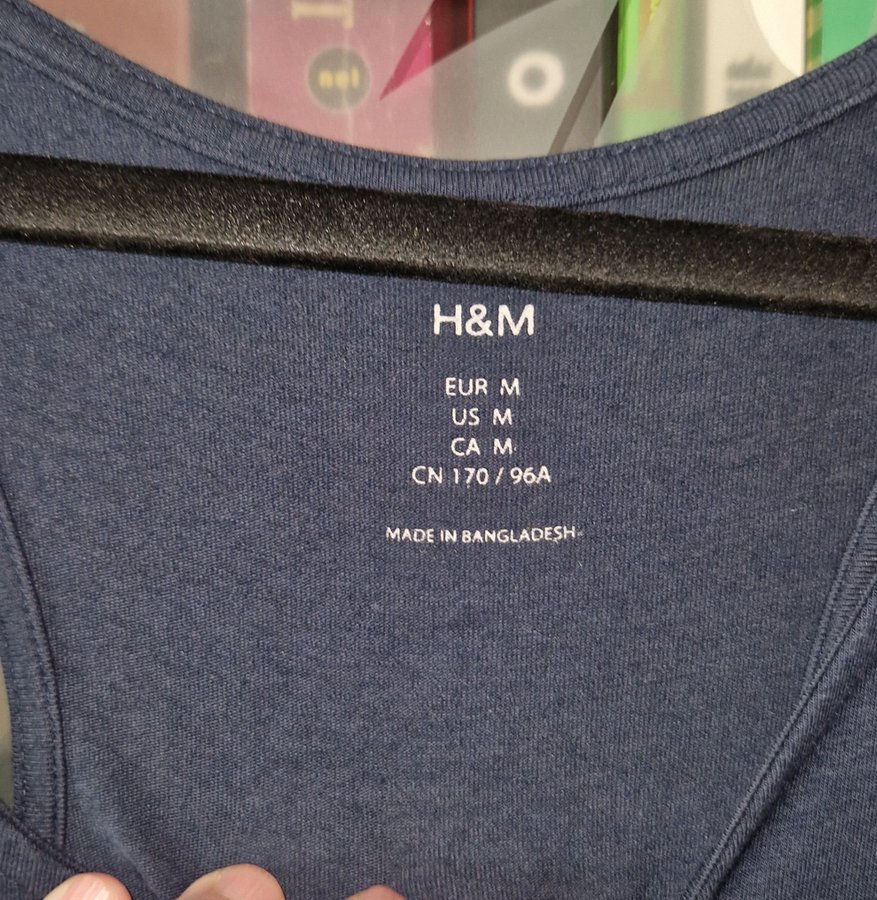 H&M
EUR M
US M
CA M
CN 170 / 96A
MADE IN BANGLADESH